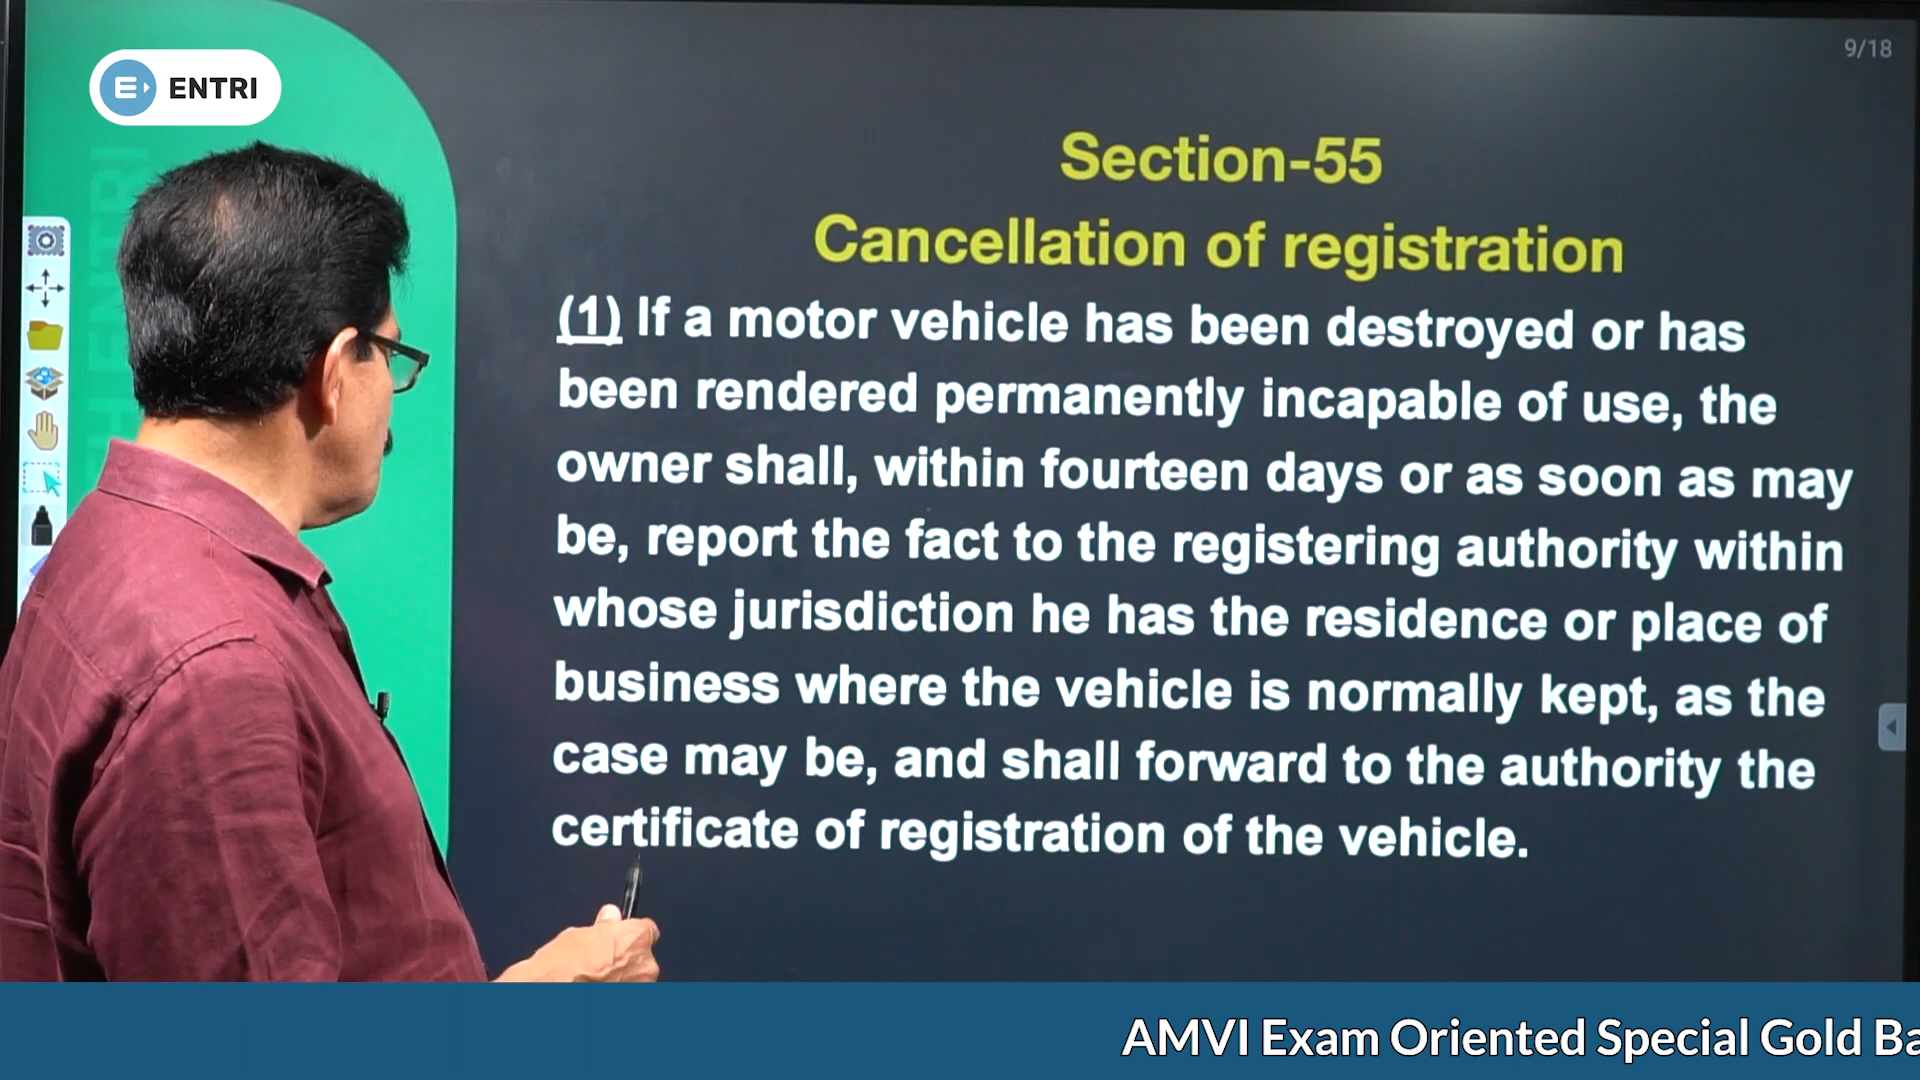 ENTRI
9/18
Section-55
Cancellation of registration
(1) If a motor vehicle has been destroyed or has
been rendered permanently incapable of use, the
owner shall, within fourteen days or as soon as may
be, report the fact to the registering authority within
whose jurisdiction he has the residence or place of
business where the vehicle is normally kept, as the
case may be, and shall forward to the authority the
certificate of registration of the vehicle.
AMVI Exam Oriented Special Gold Ba